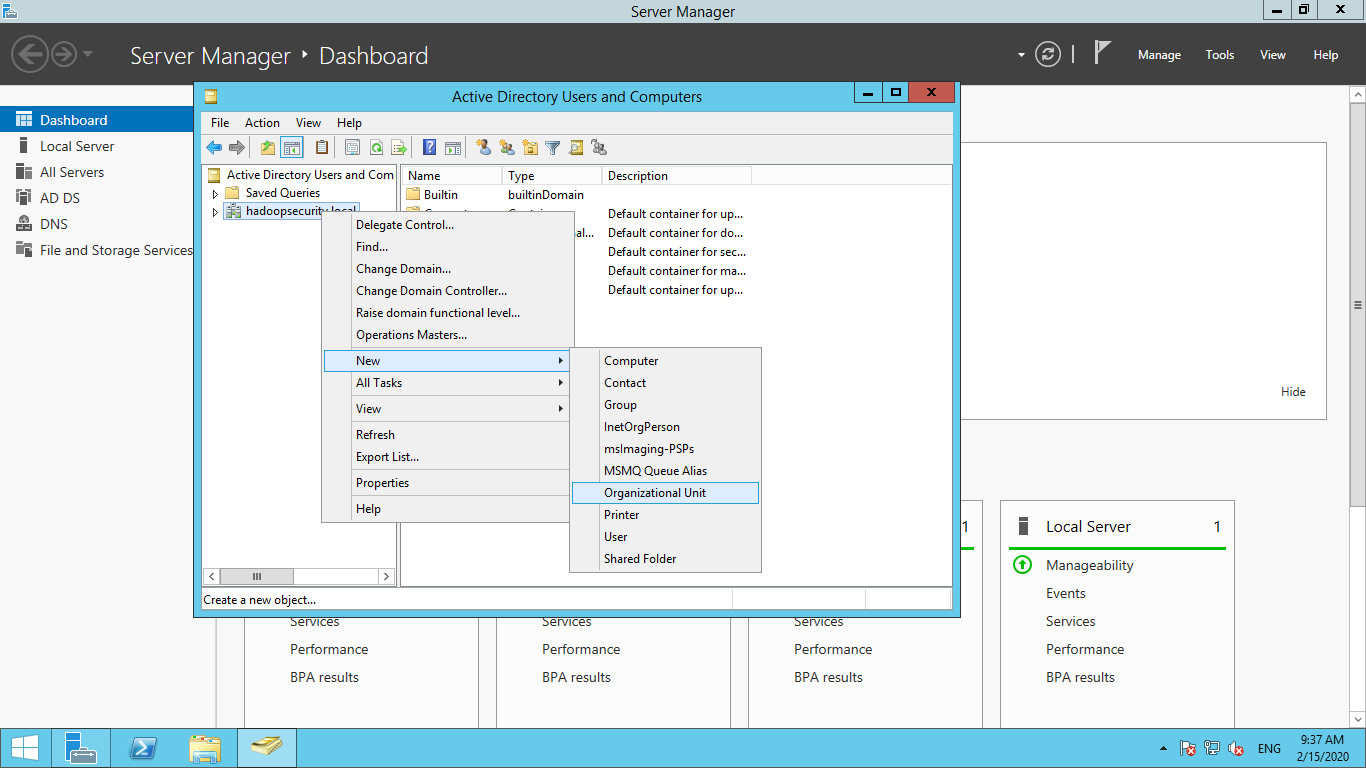 Server Manager
Server Manager ‣ Dashboard
Manage Tools View Help
Dashboard
Local Server
All Servers
AD DS
DNS
File and Storage Services
Active Directory Users and Computers
File Action View Help
Active Directory Users and Com
Saved Queries
hadoopsecurity.local
Name Type Description
Builtin builtinDomain
Default container for up...
Default container for do...
Default container for sec...
Default container for ma...
Default container for up...
Delegate Control...
Find...
Change Domain...
Change Domain Controller...
Raise domain functional level...
Operations Masters...
New
All Tasks
View
Refresh
Export List...
Properties
Help
Computer
Contact
Group
InetOrgPerson
msImaging-PSPs
MSMQ Queue Alias
Organizational Unit
Printer
User
Shared Folder
Create a new object...
Hide
1
Local Server 1
Manageability
Events
Services
Performance
BPA results
Services
Performance
BPA results
Services
Performance
BPA results
Services
Performance
BPA results
ENG
9:37 AM
2/15/2020